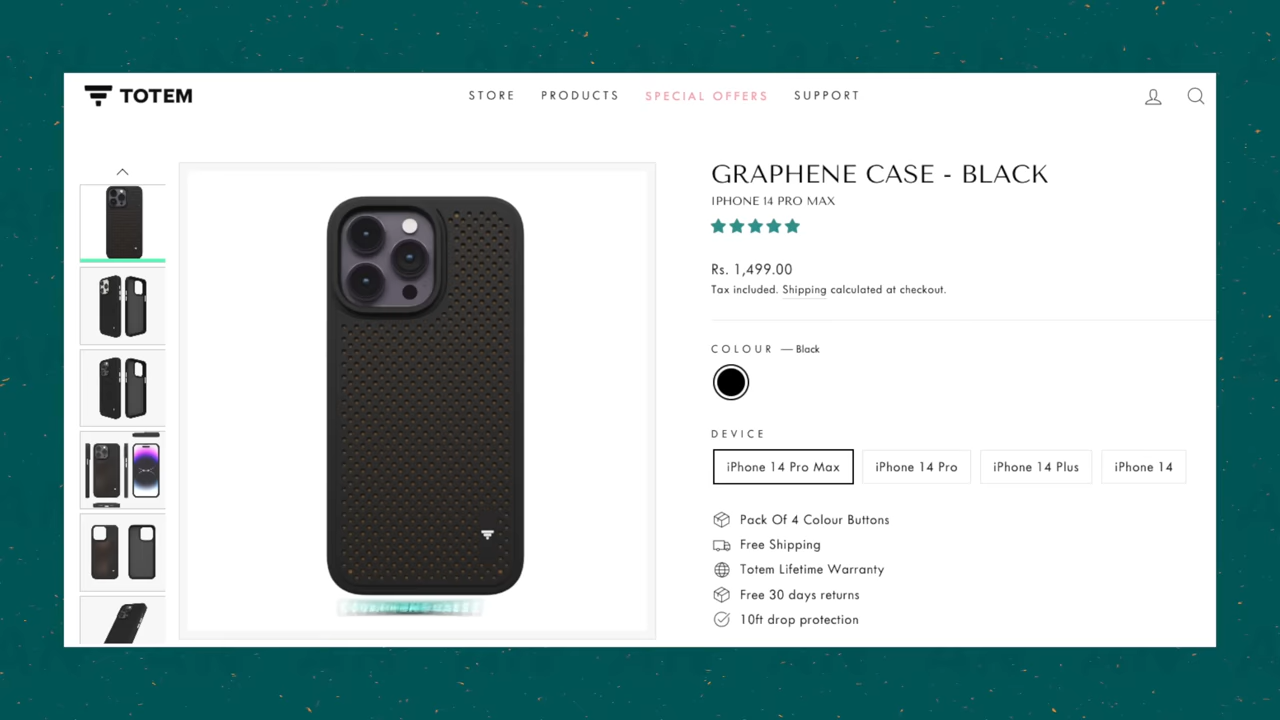 TOTEM
STORE PRODUCTS SPECIAL OFFERS SUPPORT
GRAPHENE CASE - BLACK
IPHONE 14 PRO MAX
Rs. 1,499.00
Tax included. Shipping calculated at checkout.
COLOUR — Black
DEVICE
iPhone 14 Pro Max iPhone 14 Pro iPhone 14 Plus iPhone 14
Pack Of 4 Colour Buttons
Free Shipping
Totem Lifetime Warranty
Free 30 days returns
10ft drop protection